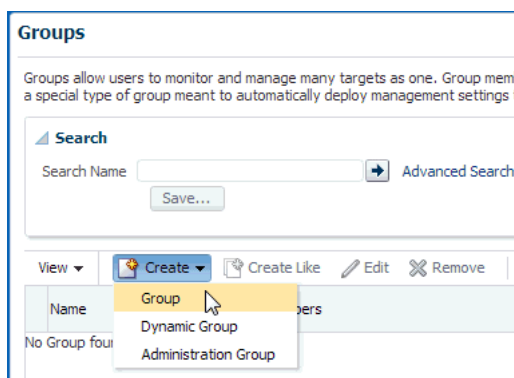 Groups
Groups allow users to monitor and manage many targets as one. Group mem
a special type of group meant to automatically deploy management settings
Search
Search Name
Advanced Search
Save...
View
Create
Create Like
Edit
Remove
Group
Name
bers
Dynamic Group
No Group fou
Administration Group